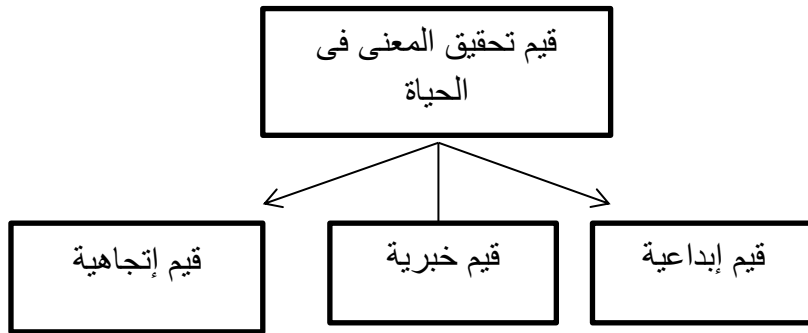 قيم تحقيق المعنى فى
الحياة
قيم إبداعية
قيم خبرية
قيم إتجاهية